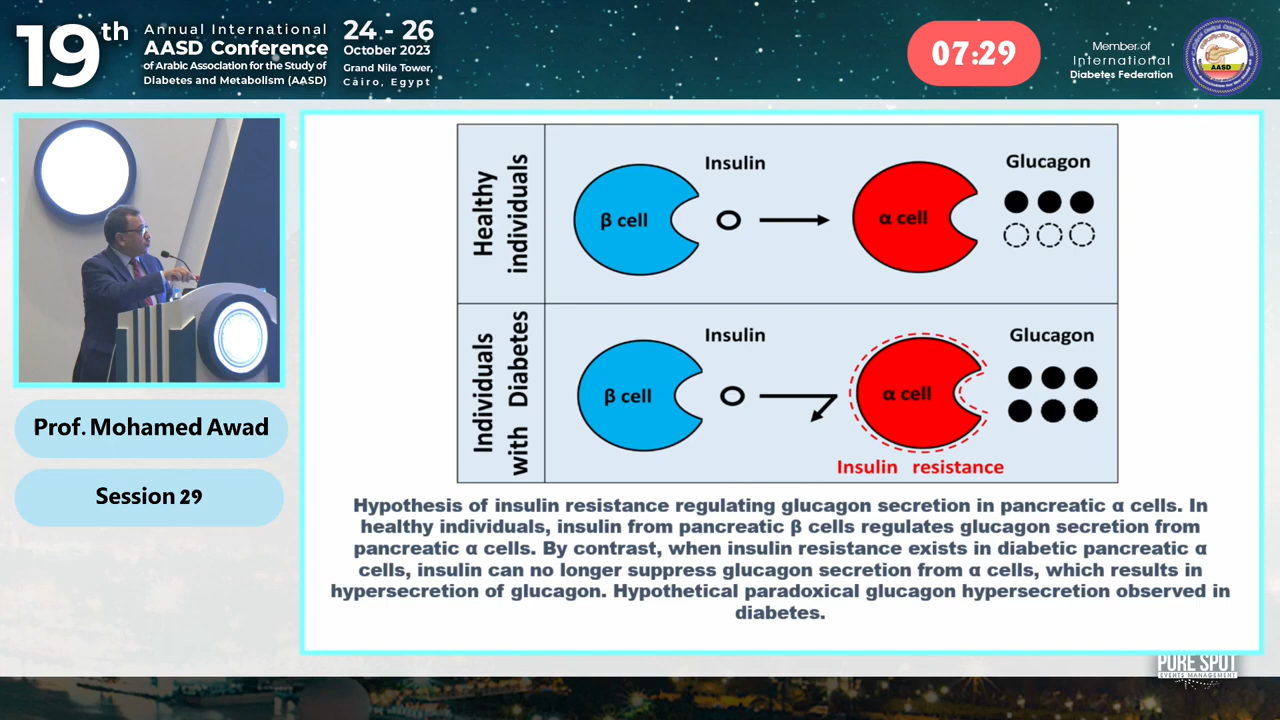 19th
Annual International
AASD Conference
of Arabic Association for the Study of
Diabetes and Metabolism (AASD)
24 - 26
October 2023
Grand Nile Tower,
Cairo, Egypt
07:29
Member of
International
Diabetes Federation
AASD
Healthy
individuals
β cell
Insulin
α cell
Glucagon
Individuals
with Diabetes
β cell
Insulin
α cell
Glucagon
Insulin resistance
Hypothesis of insulin resistance regulating glucagon secretion in pancreatic α cells. In
healthy individuals, insulin from pancreatic β cells regulates glucagon secretion from
pancreatic α cells. By contrast, when insulin resistance exists in diabetic pancreatic α
cells, insulin can no longer suppress glucagon secretion from α cells, which results in
hypersecretion of glucagon. Hypothetical paradoxical glucagon hypersecretion observed in
diabetes.
Prof. Mohamed Awad
Session 29
PURE SPOT
EVENTS MANAGEMENT